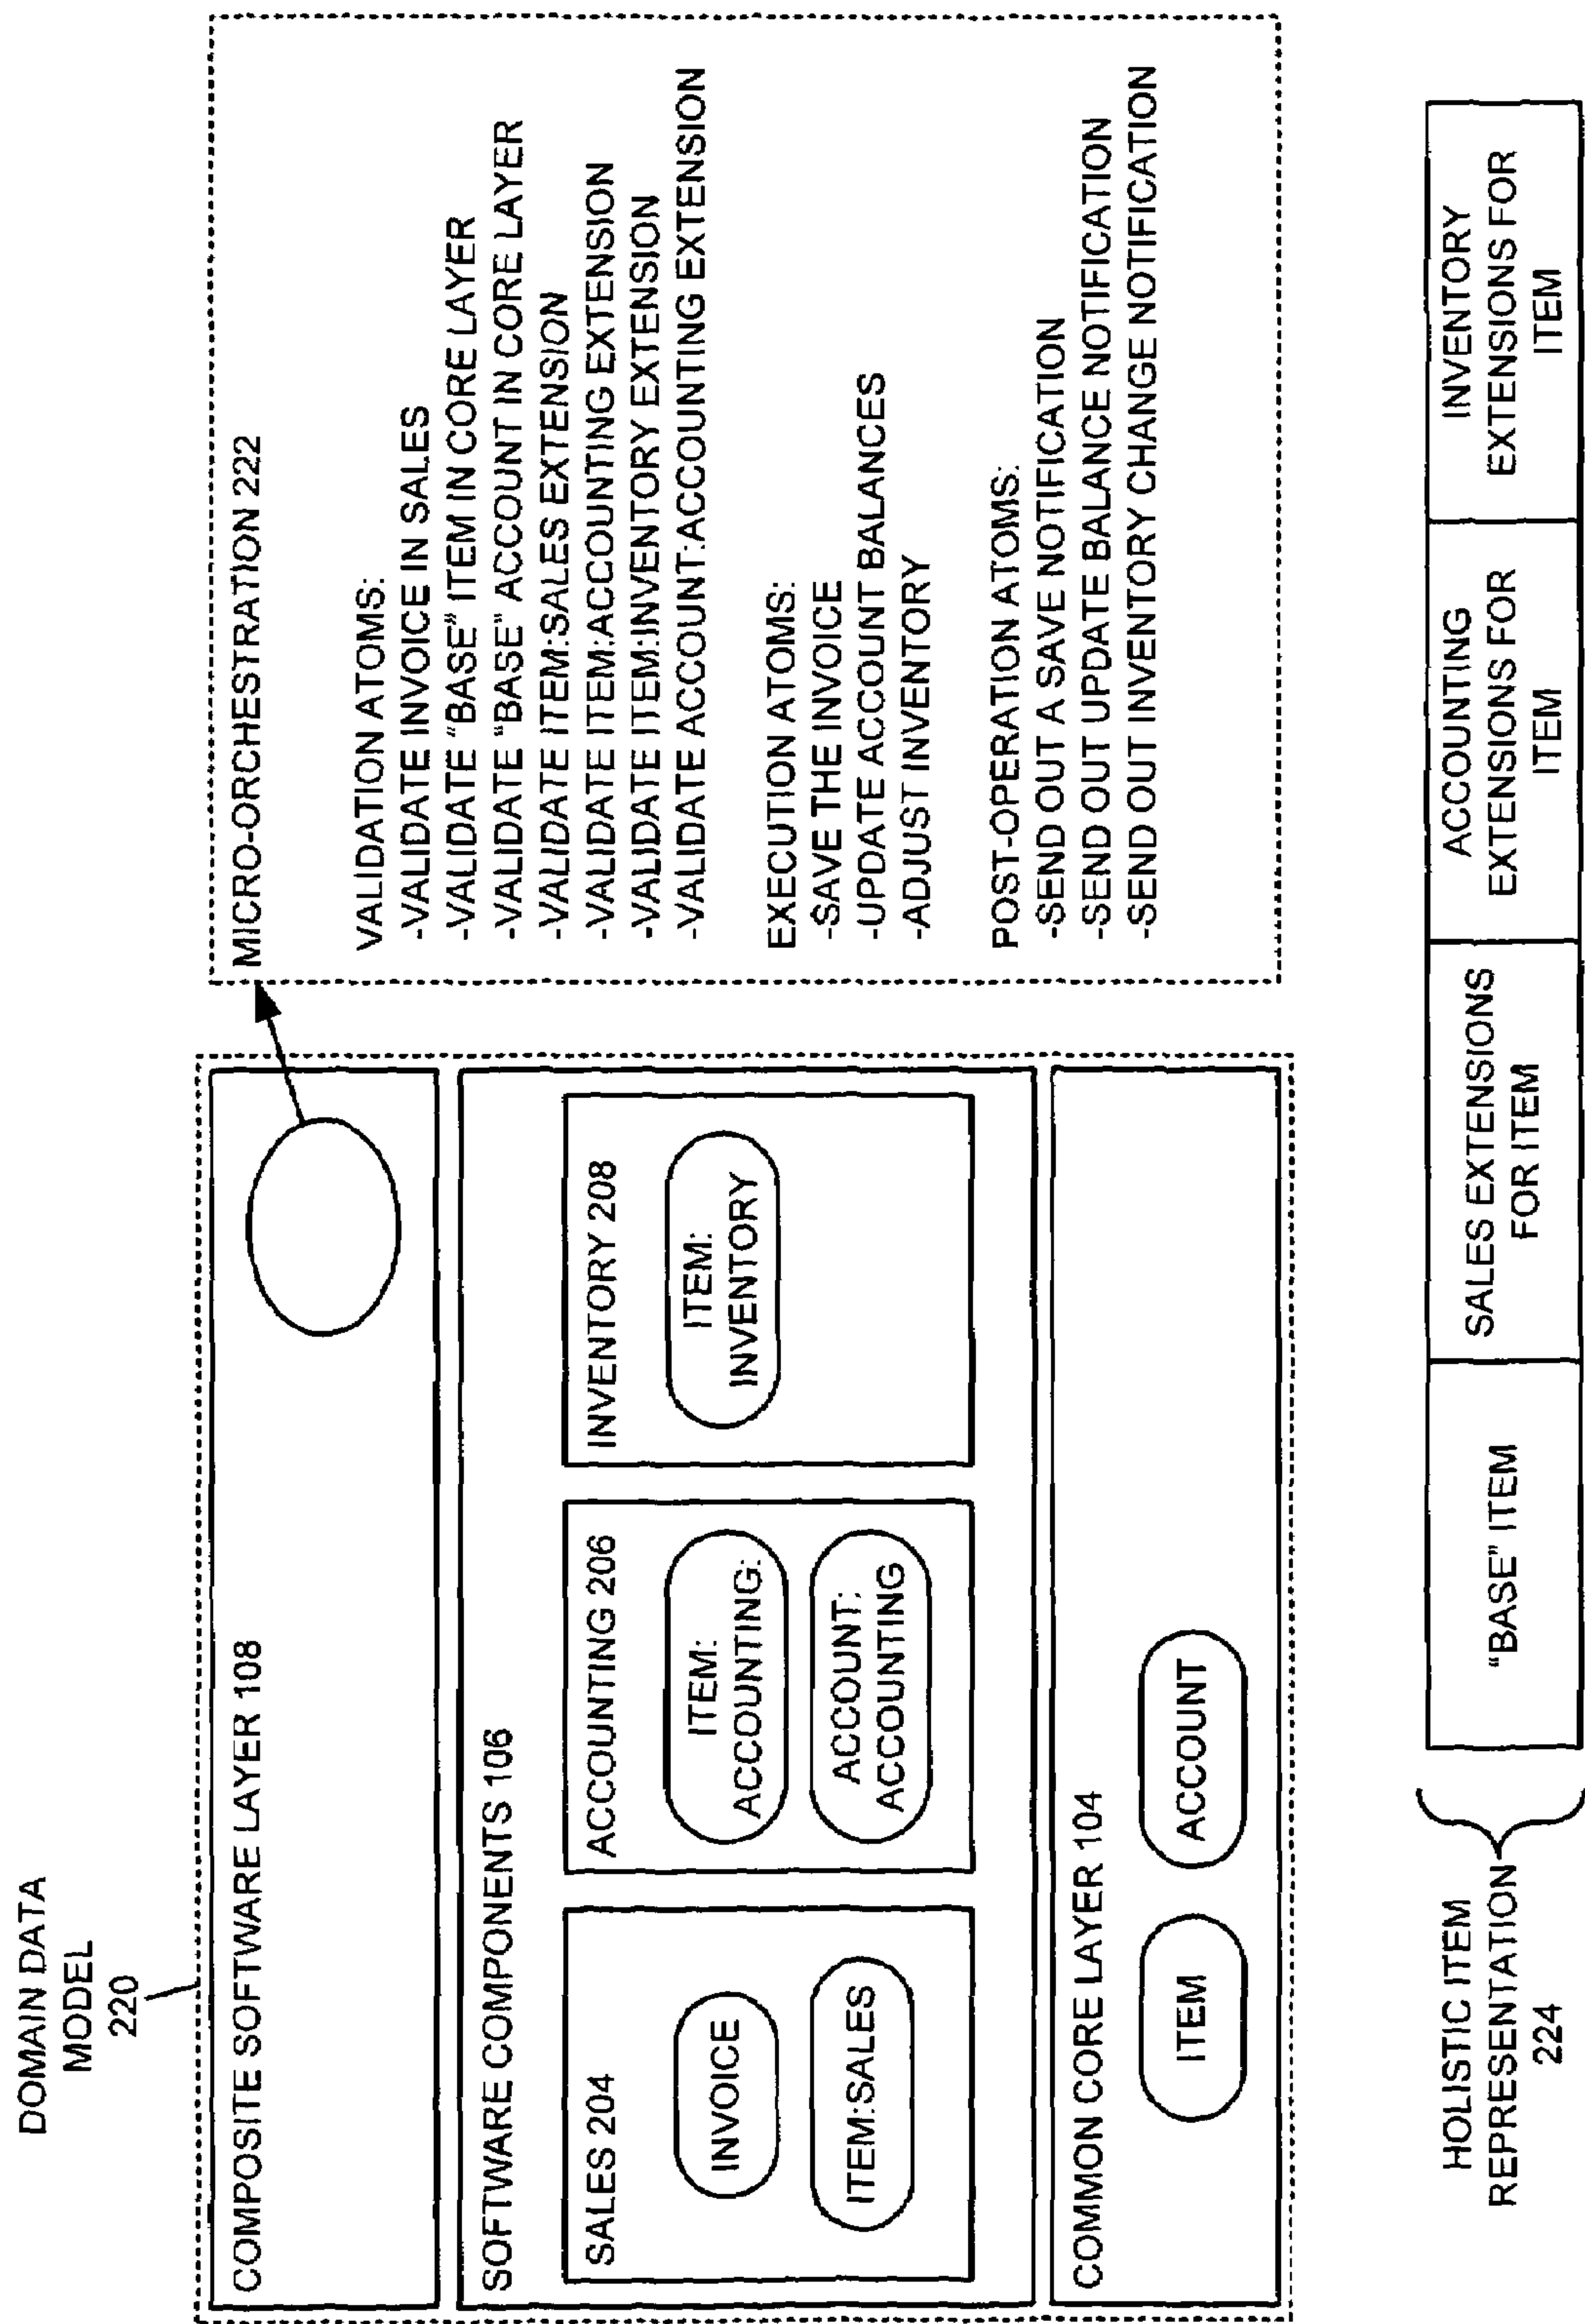 DOMAIN DATA
MODEL
220
COMPOSITE SOFTWARE LAYER 108
SOFTWARE COMPONENTS 106
SALES 204
INVOICE
ITEM:SALES
ACCOUNTING 206
ITEM:
ACCOUNTING:
ACCOUNT:
ACCOUNTING
INVENTORY 208
ITEM:
INVENTORY
COMMON CORE LAYER 104
ITEM
ACCOUNT
MICRO-ORCHESTRATION 222
VALIDATION ATOMS:
-VALIDATE INVOICE IN SALES
-VALIDATE "BASE" ITEM IN CORE LAYER
-VALIDATE "BASE" ACCOUNT IN CORE LAYER
-VALIDATE ITEM:SALES EXTENSION
-VALIDATE ITEM:ACCOUNTING EXTENSION
-VALIDATE ITEM:INVENTORY EXTENSION
-VALIDATE ACCOUNT:ACCOUNTING EXTENSION
EXECUTION ATOMS:
-SAVE THE INVOICE
-UPDATE ACCOUNT BALANCES
-ADJUST INVENTORY
POST-OPERATION ATOMS:
-SEND OUT A SAVE NOTIFICATION
-SEND OUT UPDATE BALANCE NOTIFICATION
-SEND OUT INVENTORY CHANGE NOTIFICATION
HOLISTIC ITEM
REPRESENTATION
224
"BASE" ITEM
SALES EXTENSIONS
FOR ITEM
ACCOUNTING
EXTENSIONS FOR
ITEM
INVENTORY
EXTENSIONS FOR
ITEM